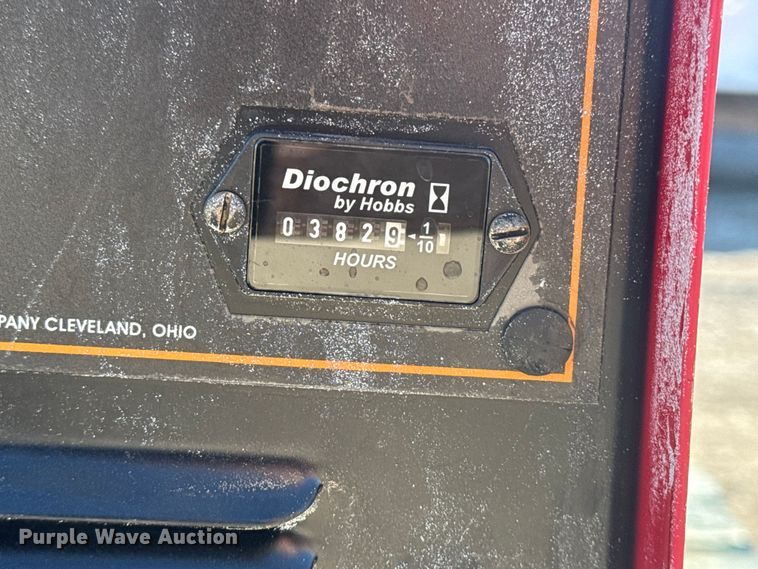 Diochron
by Hobbs
0 3 8 2 9 1/10
HOURS
PANY CLEVELAND, OHIO
Purple Wave Auction